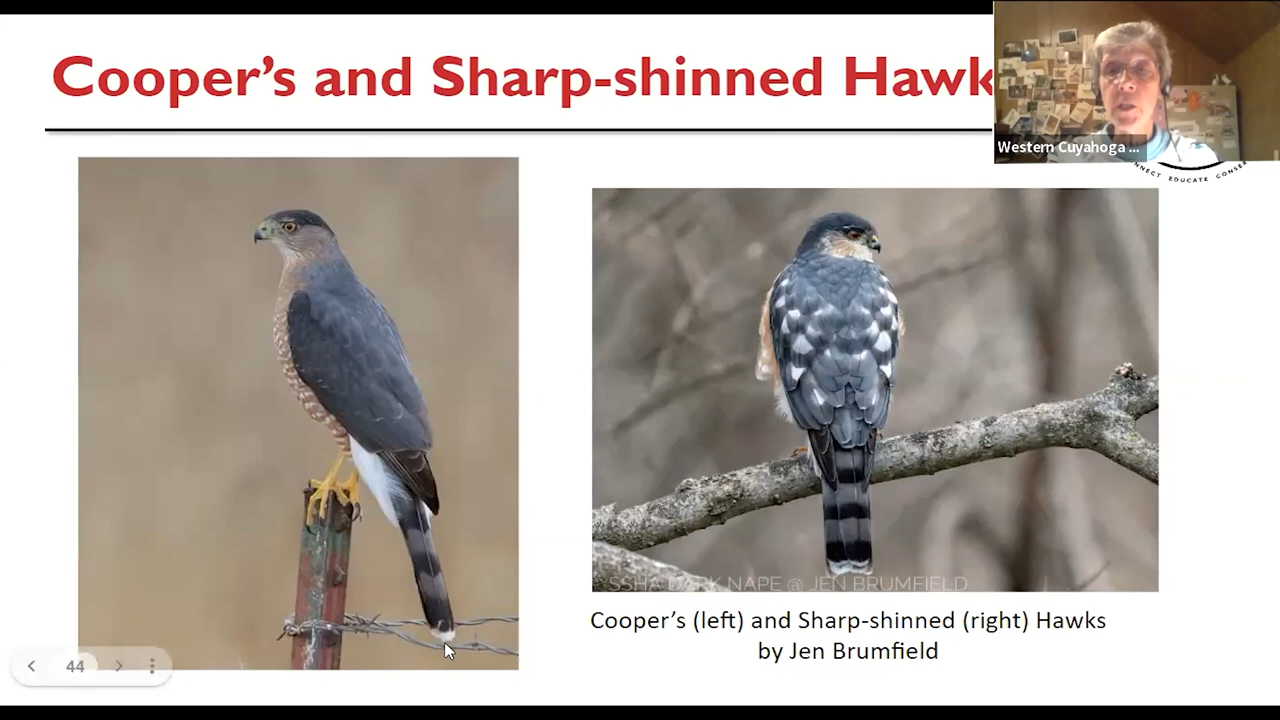 Cooper's and Sharp-shinned Hawk
Western Cuyahoga ...
EDUCATE
DARK NAPE @ JEN BRUMFIELD
Cooper's (left) and Sharp-shinned (right) Hawks
by Jen Brumfield
44